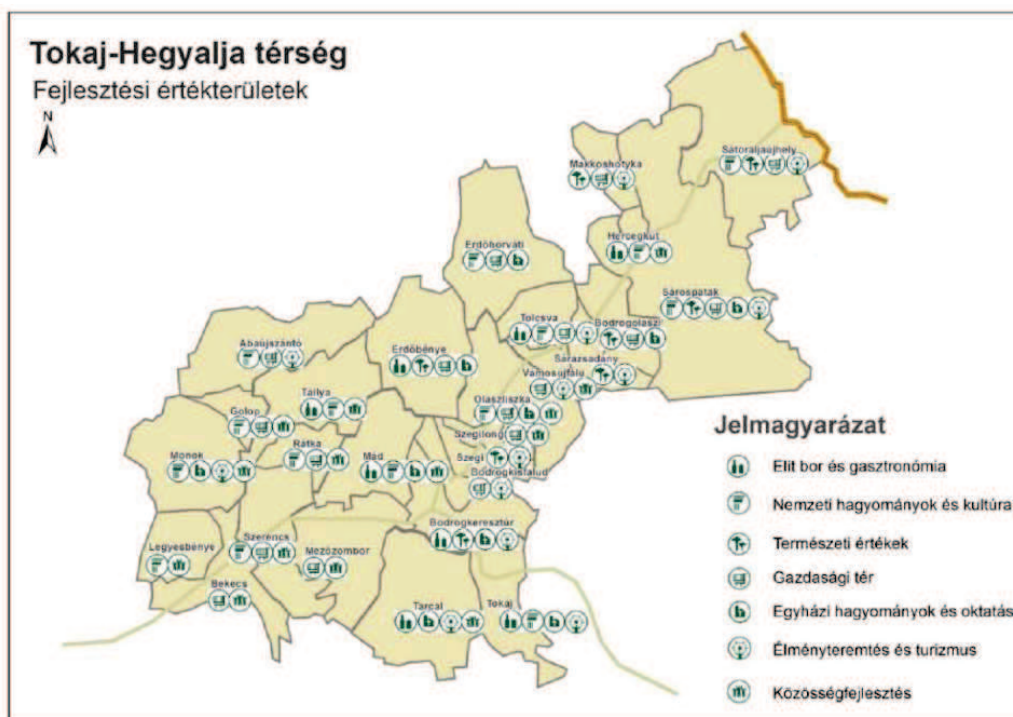 Tokaj-Hegyalja térség
Fejlesztési értékterületek
N
Sátoraljaújhely
Makkoshotyka
Hercegkút
Erdőhorváti
Sárospatak
Tolcsva
Bodrogolaszi
Abaújszántó
Erdőbénye
Sárazsadány
Vámosújfalu
Tállya
Olaszliszka
Golop
Szegilong
Rátka
Monok
Mád
Szegi
Bodrogkisfalud
Bodrogkeresztúr
Legyesbénye
Szerencs
Mezőzombor
Bekecs
Tarcal
Tokaj
Jelmagyarázat
Elit bor és gasztronómia
Nemzeti hagyományok és kultúra
Természeti értékek
Gazdasági tér
Egyházi hagyományok és oktatás
Élményteremtés és turizmus
Közösségfejlesztés